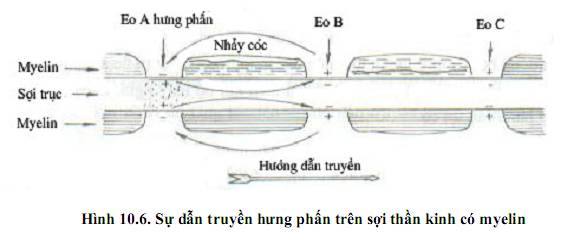 Eo A hưng phấn
Eo B
Eo C
Nhảy cóc
Myelin
Sợi trục
Myelin
Hướng dẫn truyền
Hình 10.6. Sự dẫn truyền hưng phấn trên sợi thần kinh có myelin